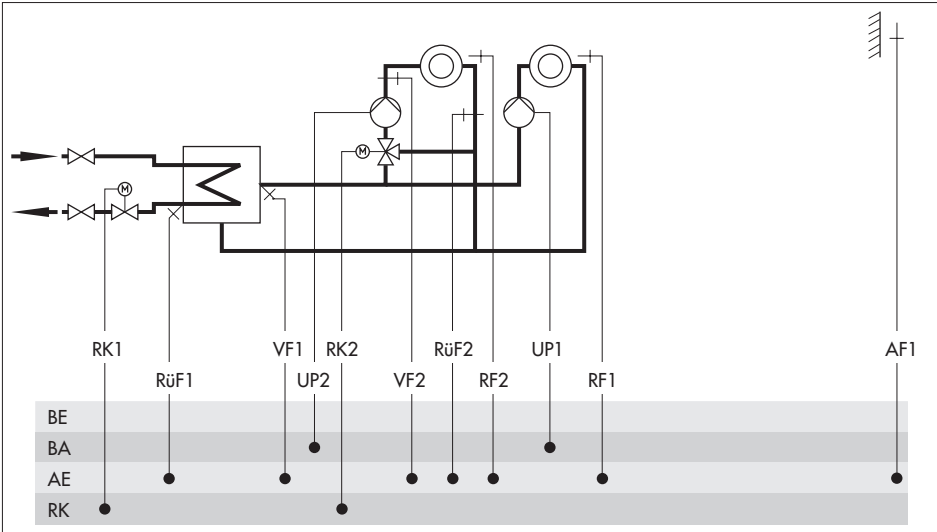 M
M
RK1 VF1 RK2 RüF2 UP1 AF1
RüF1 UP2 VF2 RF2 RF1
BE
BA
AE
RK